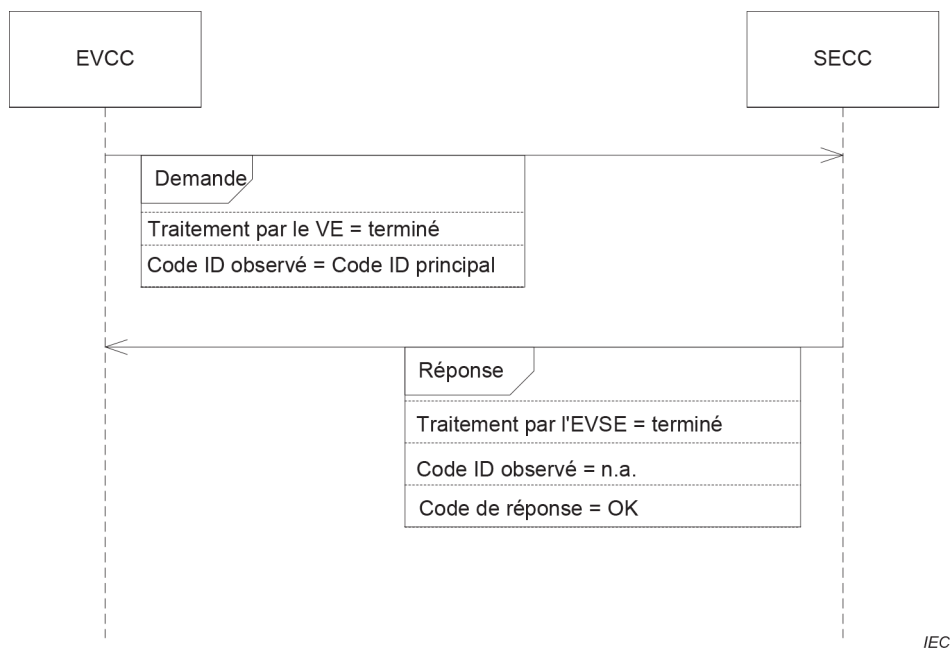 EVCC
SECC
Demande
Traitement par le VE = terminé
Code ID observé = Code ID principal
Réponse
Traitement par l'EVSE = terminé
Code ID observé = n.a.
Code de réponse = OK
IEC